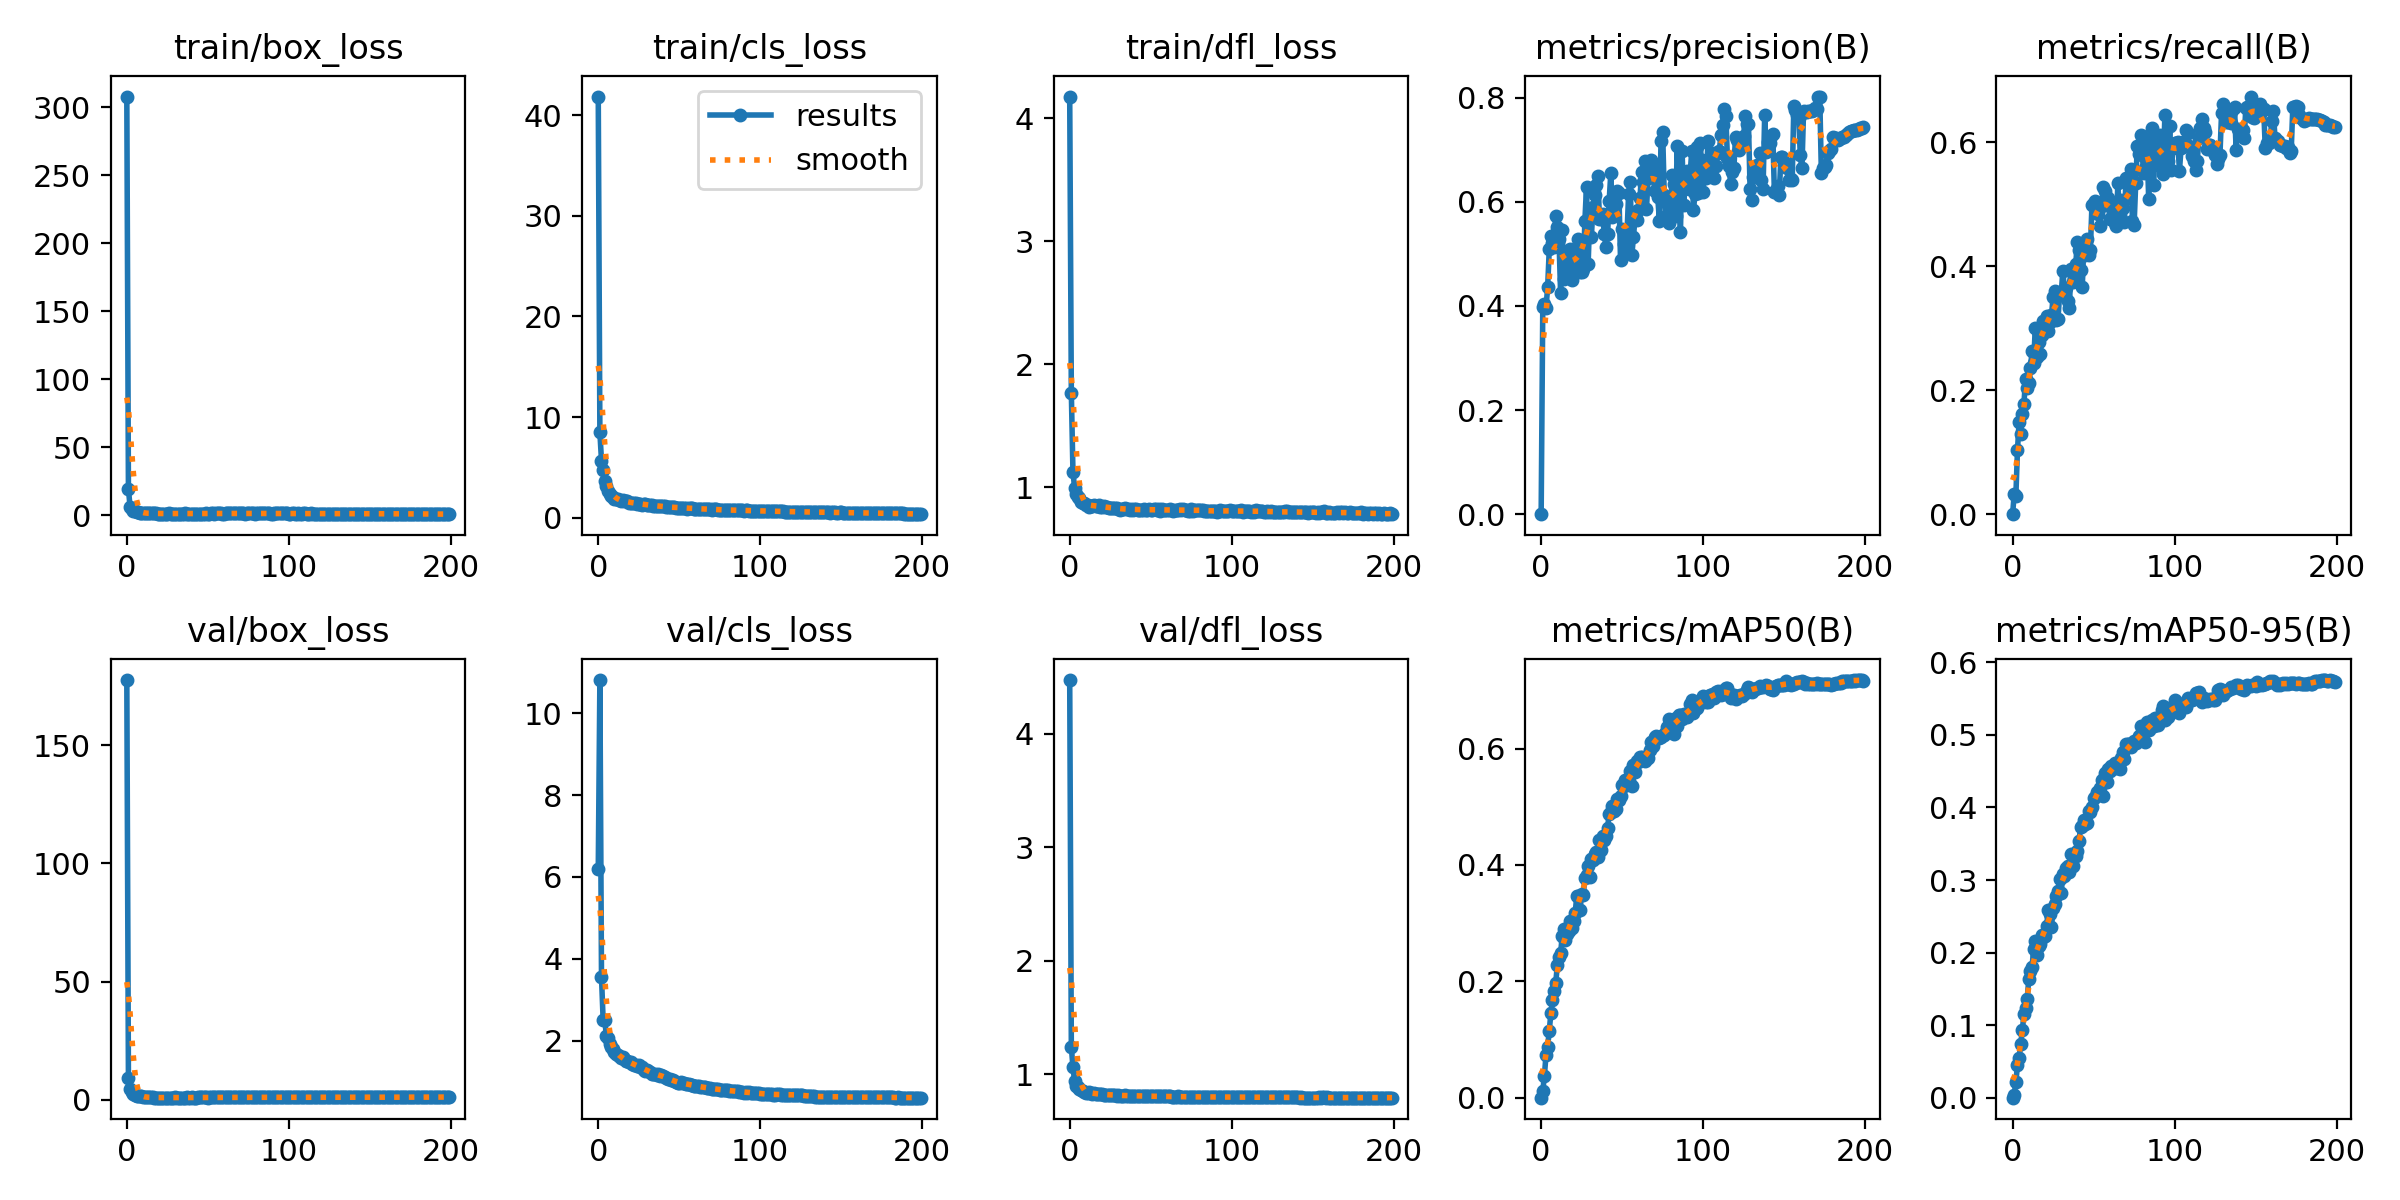 train/box_loss
300
250
200
150
100
50
0
0 100 200
train/cls_loss
results
smooth
40
30
20
10
0
0 100 200
train/dfl_loss
4
3
2
1
0 100 200
metrics/precision(B)
0.8
0.6
0.4
0.2
0.0
0 100 200
metrics/recall(B)
0.6
0.4
0.2
0.0
0 100 200
val/box_loss
150
100
50
0
0 100 200
val/cls_loss
10
8
6
4
2
0 100 200
val/dfl_loss
4
3
2
1
0 100 200
metrics/mAP50(B)
0.6
0.4
0.2
0.0
0 100 200
metrics/mAP50-95(B)
0.6
0.5
0.4
0.3
0.2
0.1
0.0
0 100 200